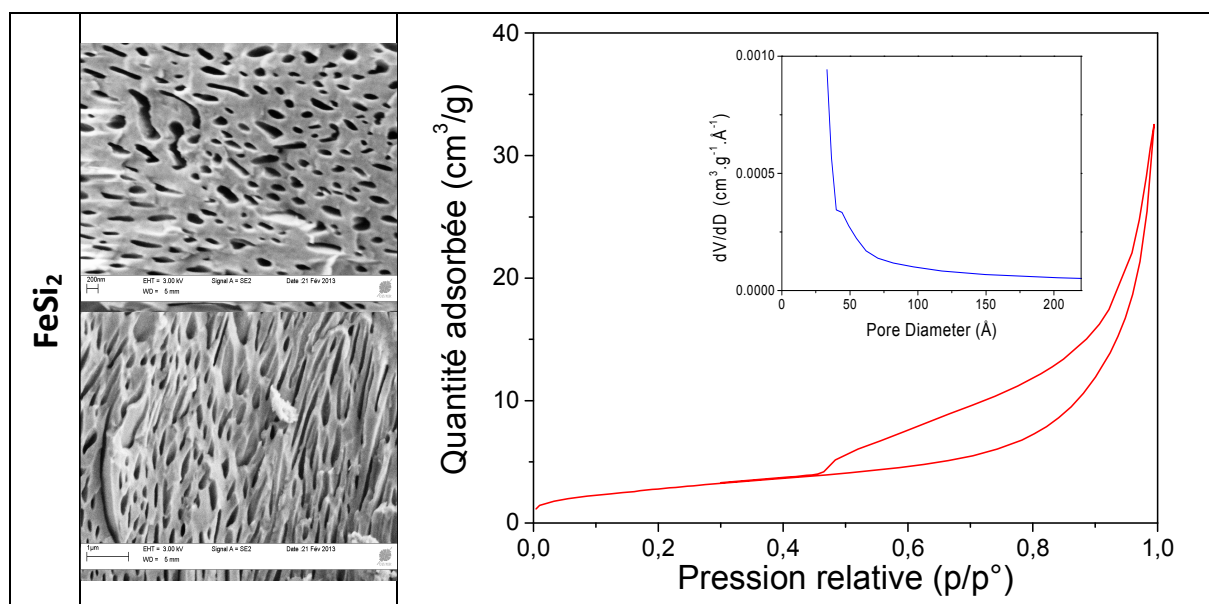 FeSi₂
200nm
EHT = 3.00 kV Signal A = SE2 Date :21 Fév 2013
WD = 5 mm
1µm
EHT = 3.00 kV Signal A = SE2 Date :21 Fév 2013
WD = 5 mm
Quantité adsorbée (cm³/g)
40
30
20
10
0
0,0 0,2 0,4 0,6 0,8 1,0
Pression relative (p/p°)
dV/dD (cm³.g⁻¹.Å⁻¹)
0.0010
0.0005
0.0000
0 50 100 150 200
Pore Diameter (Å)